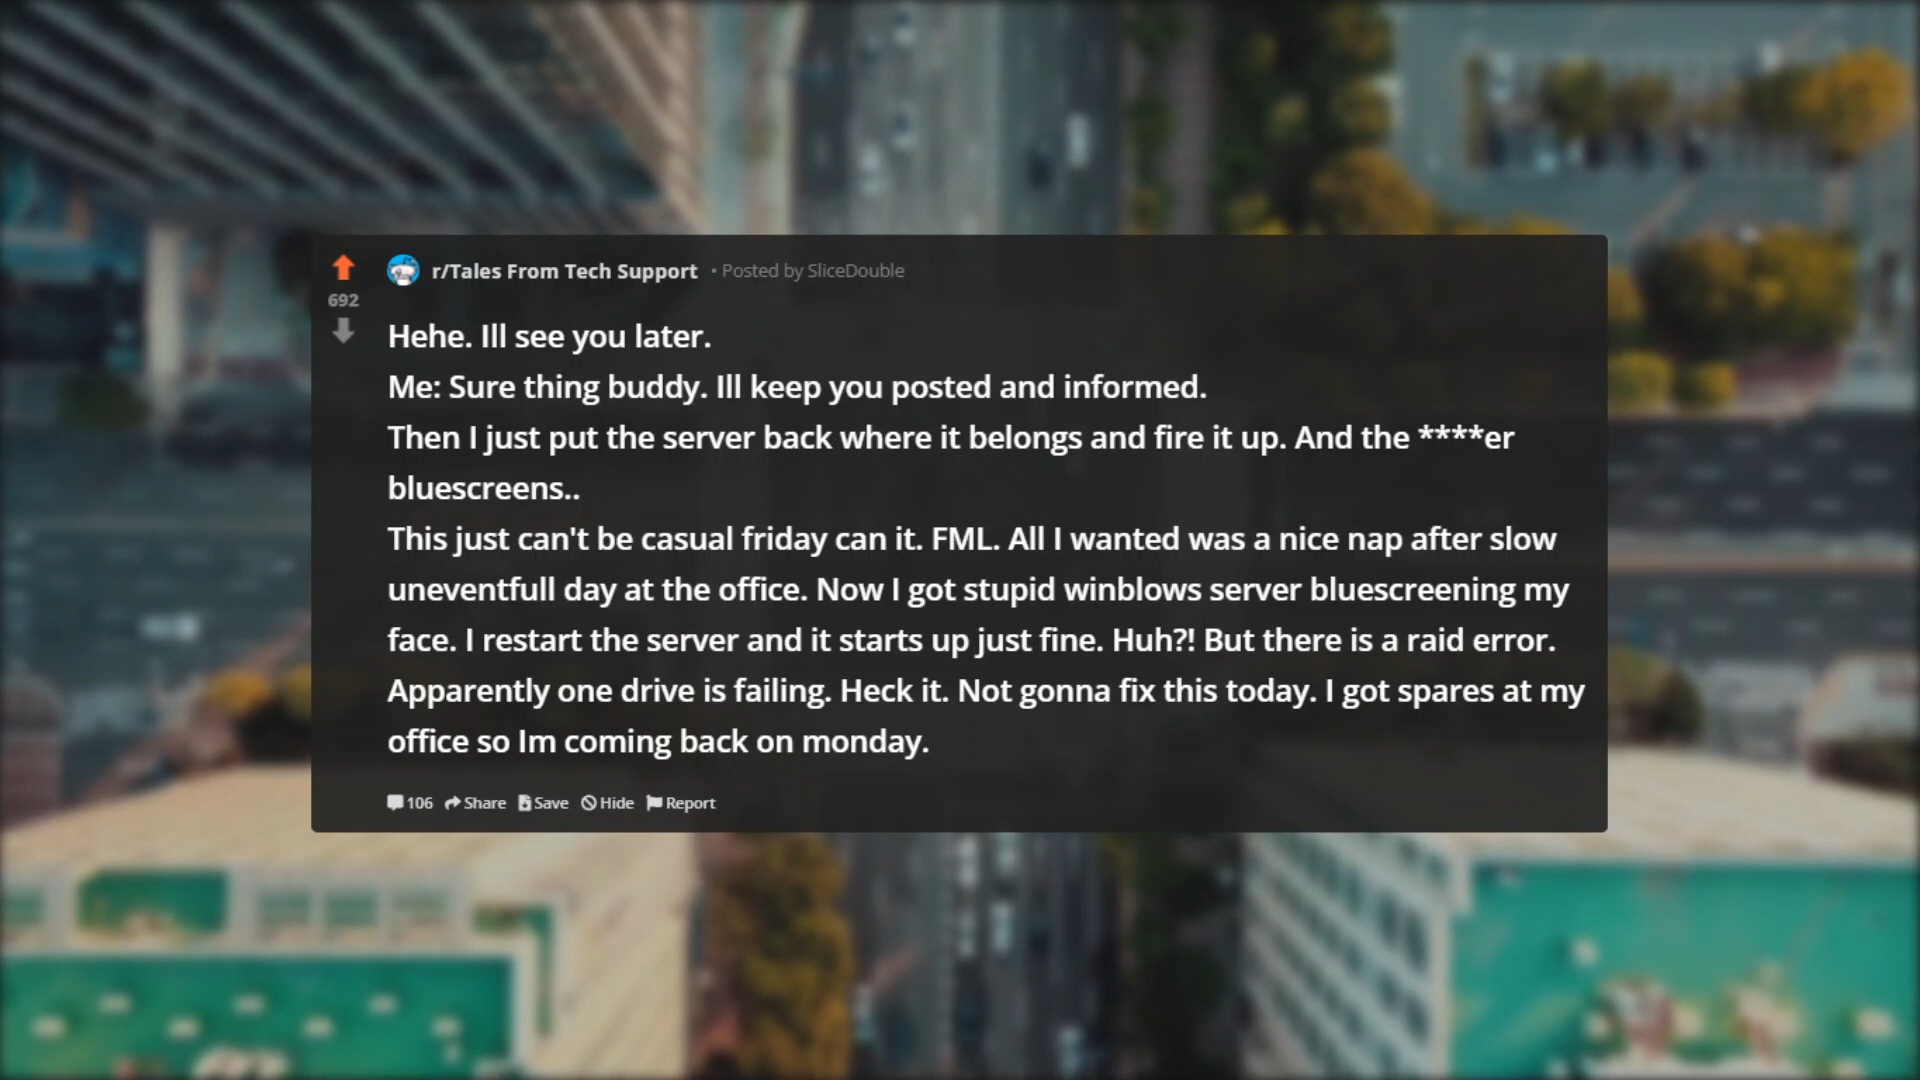 r/Tales From Tech Support • Posted by SliceDouble
692
Hehe. Ill see you later.
Me: Sure thing buddy. Ill keep you posted and informed.
Then I just put the server back where it belongs and fire it up. And the ****er
bluescreens..
This just can't be casual friday can it. FML. All I wanted was a nice nap after slow
uneventfull day at the office. Now I got stupid winblows server bluescreening my
face. I restart the server and it starts up just fine. Huh?! But there is a raid error.
Apparently one drive is failing. Heck it. Not gonna fix this today. I got spares at my
office so Im coming back on monday.
106 Share Save Hide Report